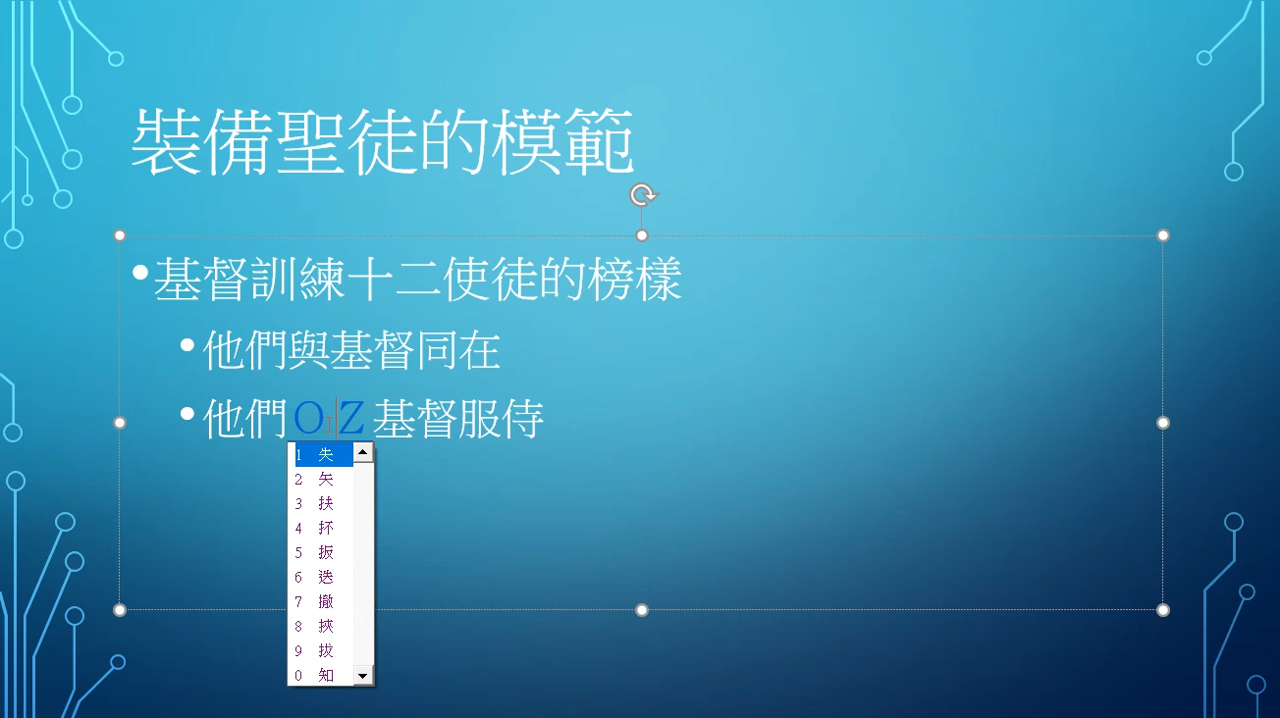 裝備聖徒的模範
•基督訓練十二使徒的榜樣
•他們與基督同在
•他們OZ基督服侍
1 失
2 矢
3 扶
4 抔
5 扳
6 迭
7 撤
8 挾
9 拔
0 知